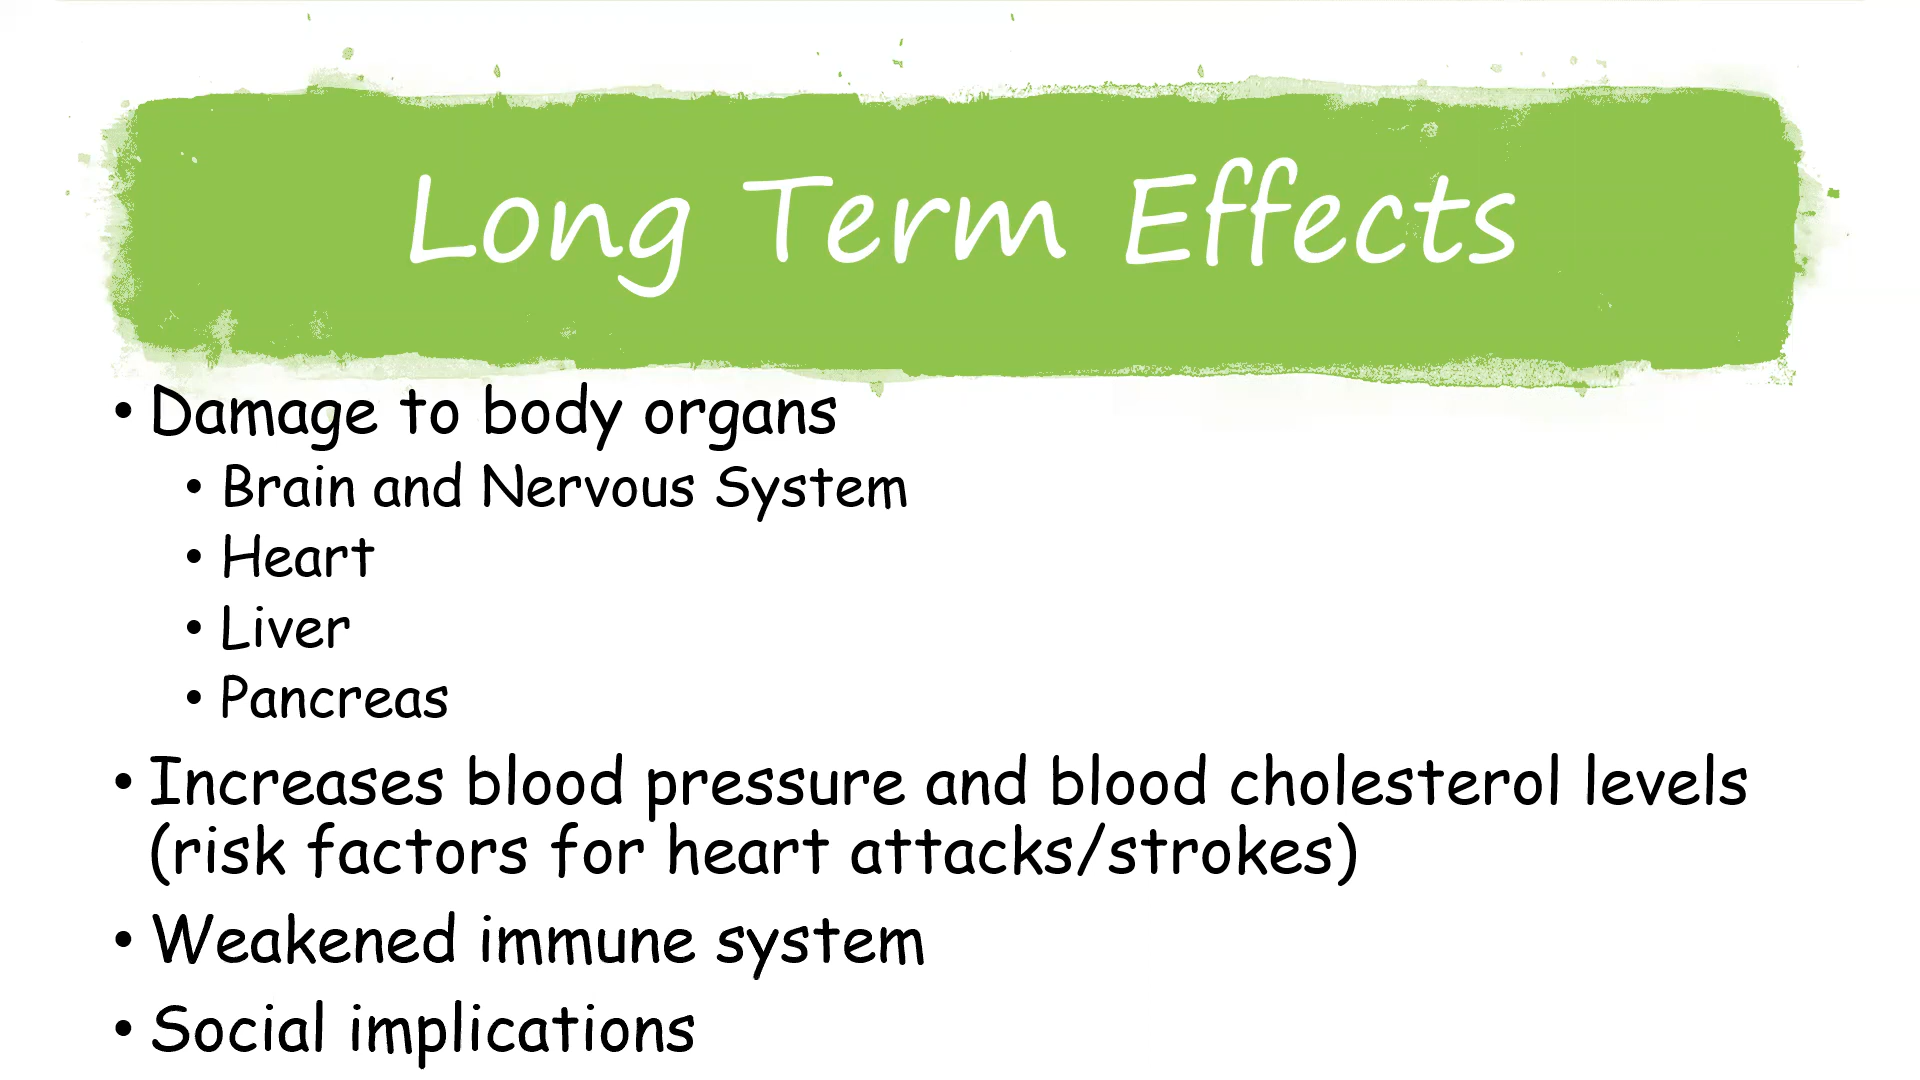 Long Term Effects
• Damage to body organs
• Brain and Nervous System
• Heart
• Liver
• Pancreas
• Increases blood pressure and blood cholesterol levels
(risk factors for heart attacks/strokes)
• Weakened immune system
• Social implications